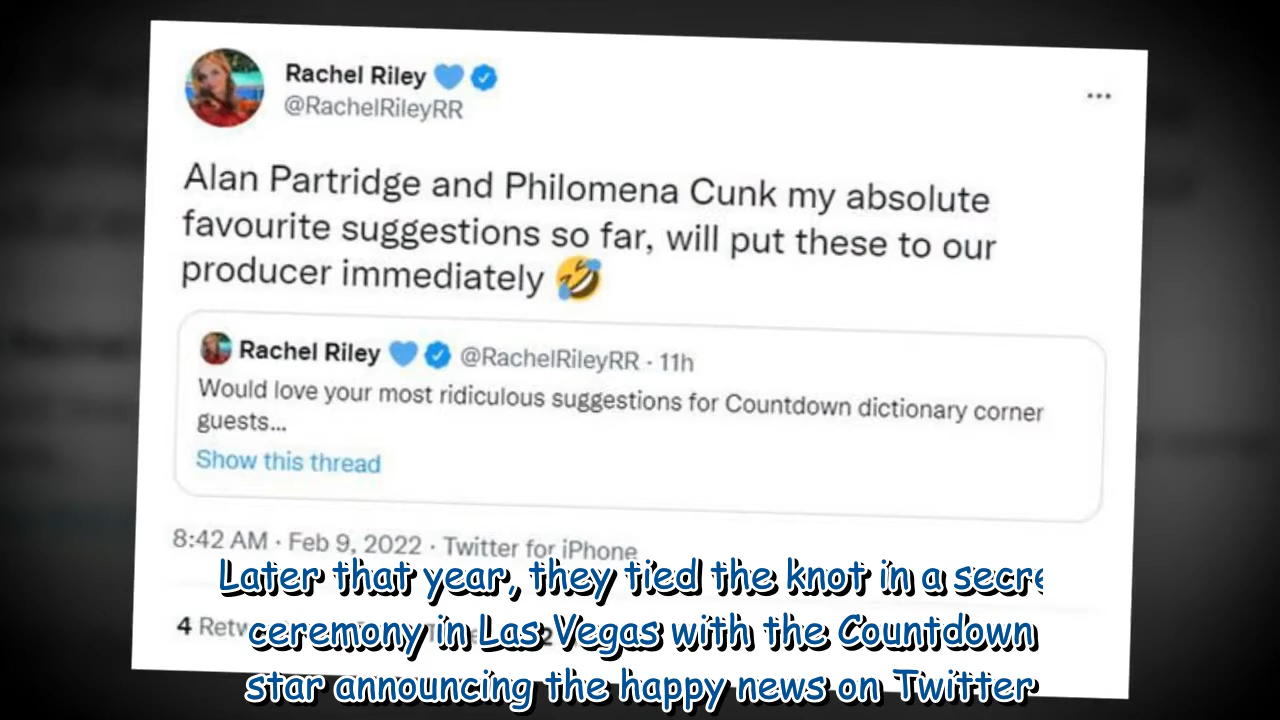 Rachel Riley 💙
@RachelRileyRR
Alan Partridge and Philomena Cunk my absolute
favourite suggestions so far, will put these to our
producer immediately 🤣
Rachel Riley 💙 @RachelRileyRR · 11h
Would love your most ridiculous suggestions for Countdown dictionary corner
guests...
Show this thread
8:42 AM · Feb 9, 2022 · Twitter for iPhone
4
Later that year, they tied the knot in a
ceremony in Las Vegas with the Countdown
star announcing the happy news on Twitter